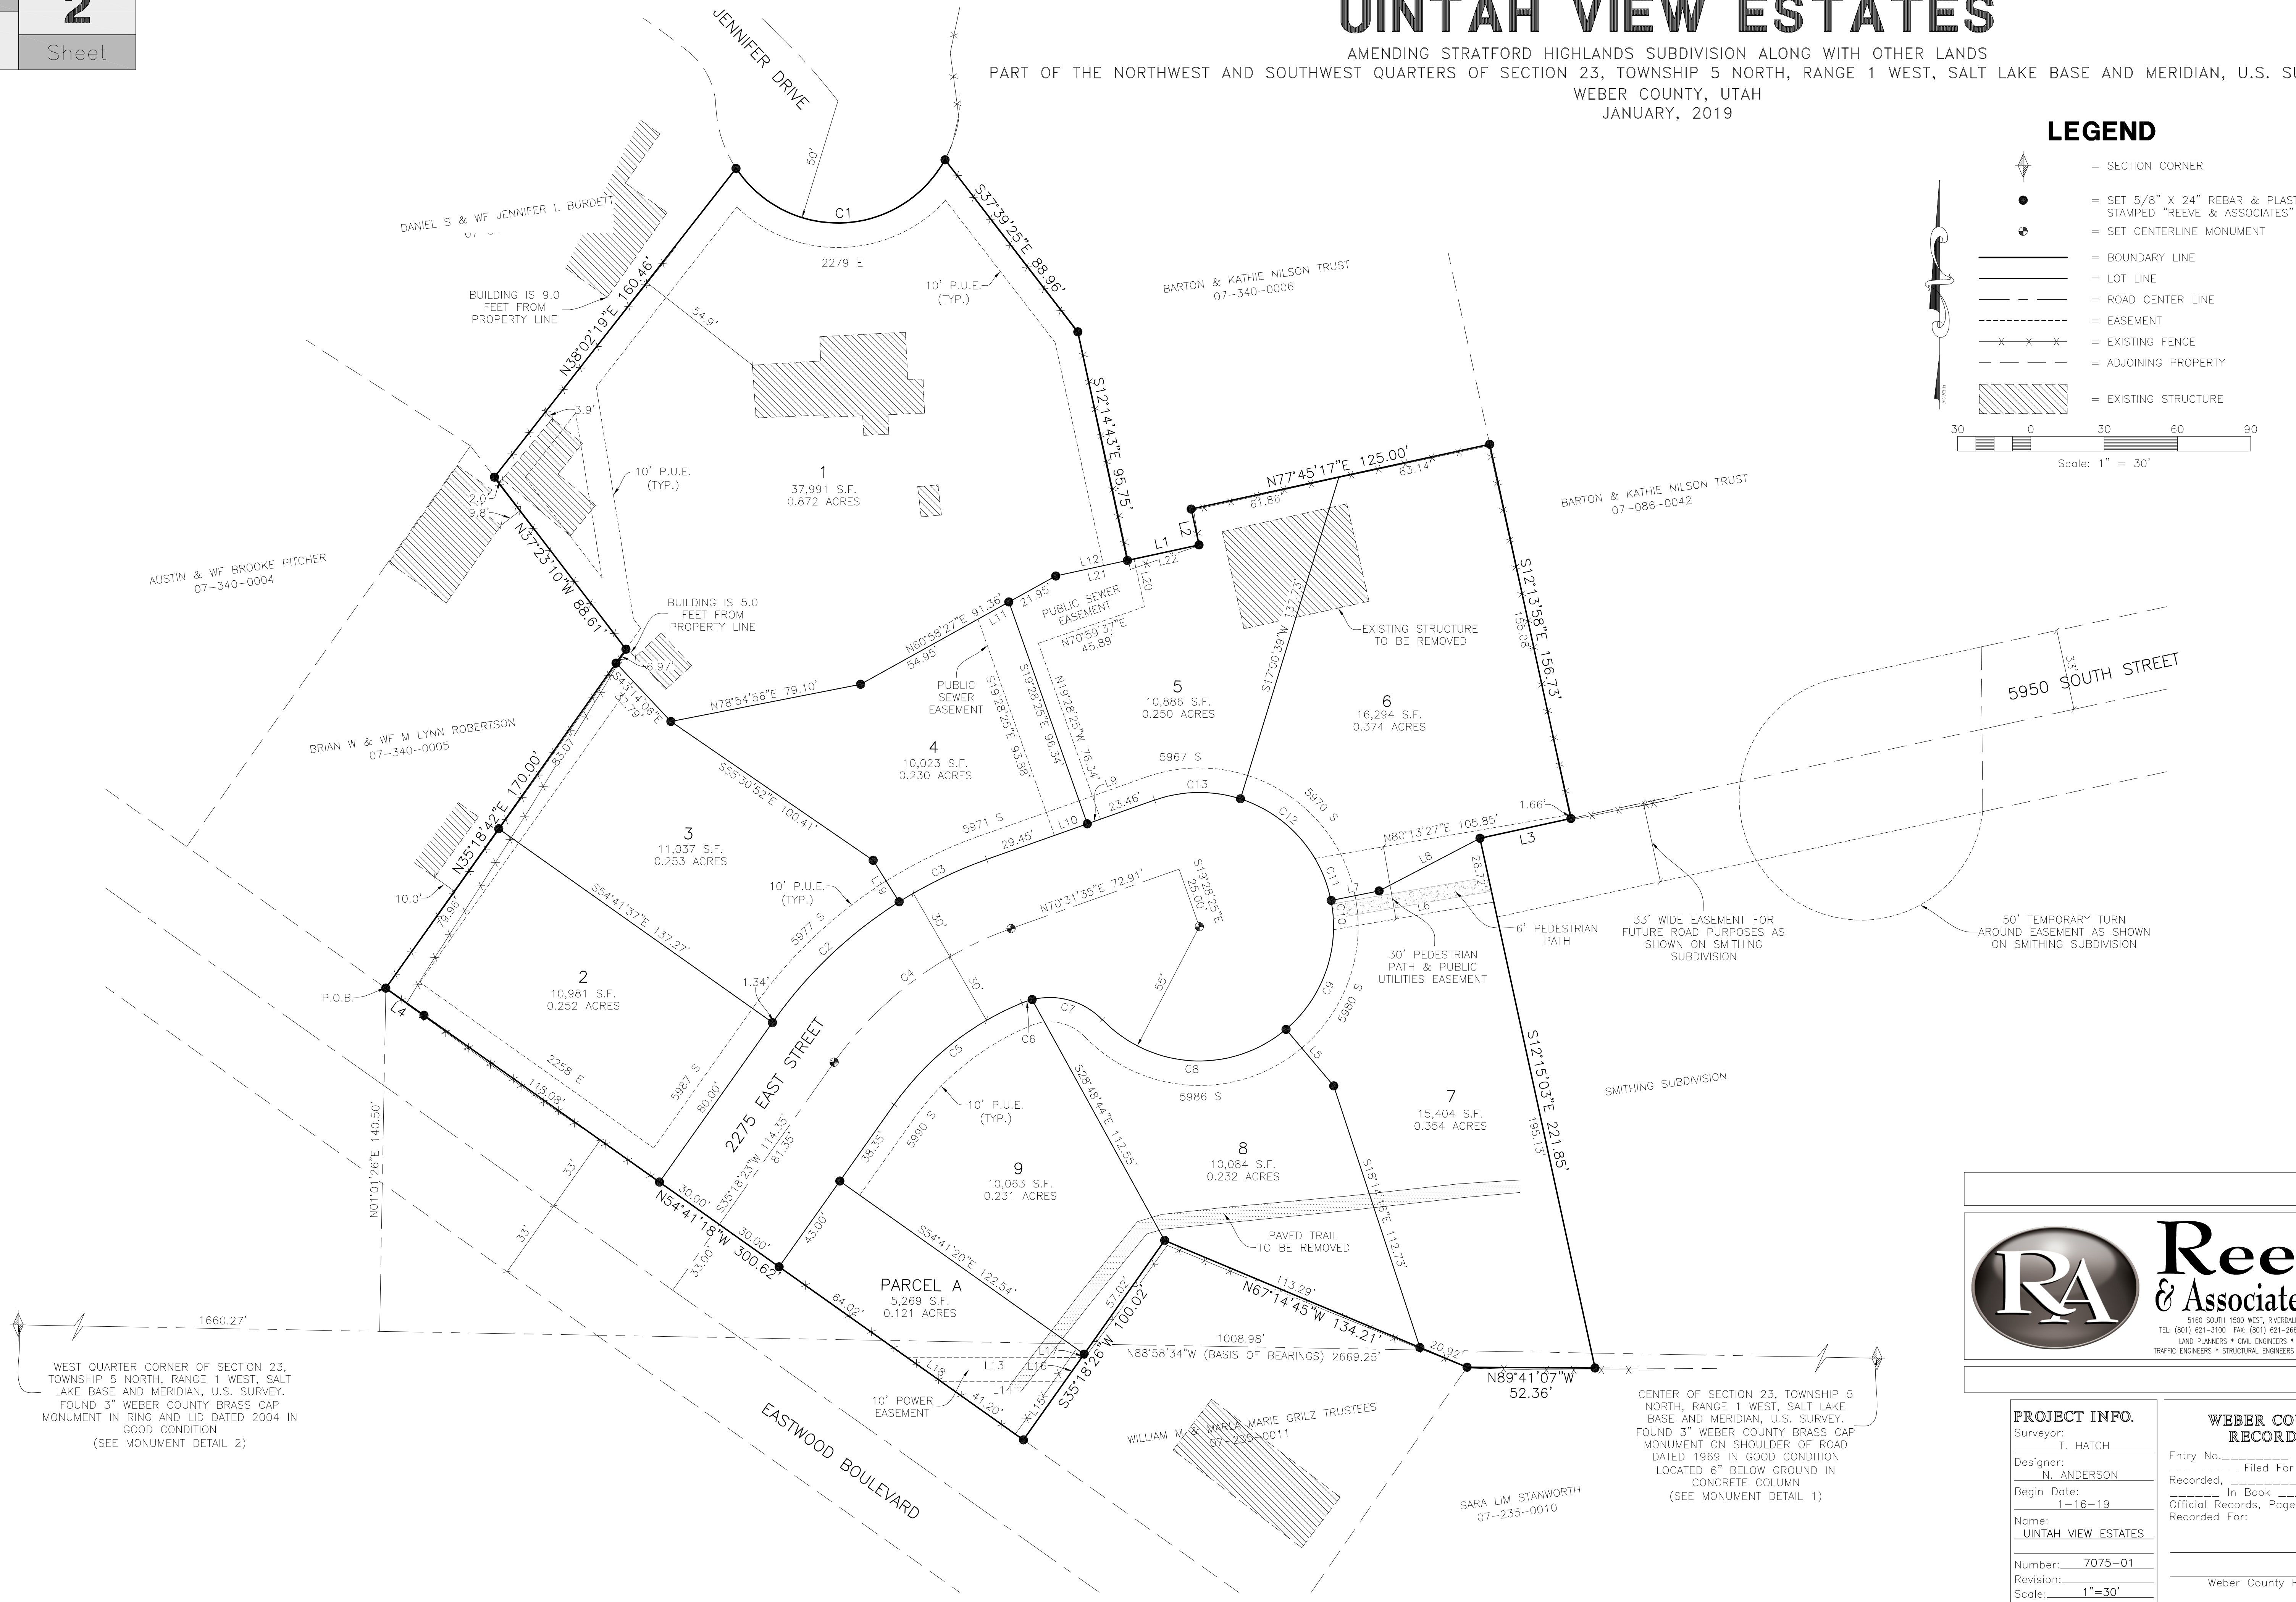 2
Sheet
UINTAH VIEW ESTATES
AMENDING STRATFORD HIGHLANDS SUBDIVISION ALONG WITH OTHER LANDS
PART OF THE NORTHWEST AND SOUTHWEST QUARTERS OF SECTION 23, TOWNSHIP 5 NORTH, RANGE 1 WEST, SALT LAKE BASE AND MERIDIAN, U.S.
WEBER COUNTY, UTAH
JANUARY, 2019
LEGEND
= SECTION CORNER
= SET 5/8" X 24" REBAR &
STAMPED "REEVE & ASSOCIATES"
= SET CENTERLINE MONUMENT
= BOUNDARY LINE
= LOT LINE
= ROAD CENTER LINE
= EASEMENT
X X X = EXISTING FENCE
= ADJOINING PROPERTY
= EXISTING STRUCTURE
30 0 30 60 90
Scale: 1" = 30'
NORTH
JENNIFER DRIVE
50'
C1
2279 E
DANIEL S & WF JENNIFER L BURDETT
BUILDING IS 9.0
FEET FROM
PROPERTY LINE
N38°02'19"E 160.46'
54.9'
10' P.U.E.
(TYP.)
S37°39'25"E 88.96'
BARTON & KATHIE NILSON TRUST
07-340-0006
S12°14'43"E 95.75'
3.9'
10' P.U.E.
(TYP.)
1
37,991 S.F.
0.872 ACRES
2.0'
9.8'
N37°23'10"W 88.61'
AUSTIN & WF BROOKE PITCHER
07-340-0004
BUILDING IS 5.0
FEET FROM
PROPERTY LINE
6.97'
N77°45'17"E 125.00'
61.86'
63.14'
L2
L1
L22
L12
L21
L20
BARTON & KATHIE NILSON TRUST
07-086-0042
S12°13'58"E 156.73'
155.08'
EXISTING STRUCTURE
TO BE REMOVED
S17°00'39"W 137.73'
21.95'
L11
PUBLIC SEWER
EASEMENT
N70°59'37"E
45.89'
N60°58'27"E 91.36'
54.95'
PUBLIC
SEWER
EASEMENT
S19°28'25"E 93.88'
S19°28'25"E 96.34'
N19°28'25"W 76.34'
N78°54'56"E 79.10'
S43°14'06"E
32.79'
5
10,886 S.F.
0.250 ACRES
6
16,294 S.F.
0.374 ACRES
4
10,023 S.F.
0.230 ACRES
BRIAN W & WF M LYNN ROBERTSON
07-340-0005
N35°18'42"E 170.00'
83.07'
79.96'
10.0'
S55°30'52"E 100.41'
3
11,037 S.F.
0.253 ACRES
5967 S
5970 S
5971 S
5977 S
L9
L10
23.46'
29.45'
C13
C12
C11
C10
C3
L19
10' P.U.E.
(TYP.)
S54°41'37"E 137.27'
C2
1.34'
30'
30'
N70°31'35"E 72.91'
S19°28'25"E
25.00'
C4
55'
N80°13'27"E 105.85'
1.66'
L3
L8
L7
L6
26.72'
6' PEDESTRIAN
PATH
30' PEDESTRIAN
PATH & PUBLIC
UTILITIES EASEMENT
33' WIDE EASEMENT FOR
FUTURE ROAD PURPOSES AS
SHOWN ON SMITHING
SUBDIVISION
50' TEMPORARY TURN
AROUND EASEMENT AS SHOWN
ON SMITHING SUBDIVISION
5950 SOUTH STREET
33'
P.O.B.
L4
2
10,981 S.F.
0.252 ACRES
2258 E
118.08'
5987 S
80.00'
2275 EAST STREET
S35°18'23"W 114.35'
81.35'
33.00'
C5
C6
C7
C8
C9
5980 S
5986 S
5990 S
L5
10' P.U.E.
(TYP.)
38.35'
S28°48'44"E 112.55'
SMITHING SUBDIVISION
S12°15'03"E 221.85'
195.13'
7
15,404 S.F.
0.354 ACRES
8
10,084 S.F.
0.232 ACRES
9
10,063 S.F.
0.231 ACRES
S18°14'16"E 112.73'
PAVED TRAIL
TO BE REMOVED
N01°01'26"E 140.50'
33'
33'
30.00'
30.00'
N54°41'18"W 300.62'
43.00'
S54°41'20"E 122.54'
PARCEL A
5,269 S.F.
0.121 ACRES
64.02'
57.02'
S35°18'26"W 100.02'
113.29'
N67°14'45"W 134.21'
20.92'
1660.27'
1008.98'
N88°58'34"W (BASIS OF BEARINGS) 2669.25'
N89°41'07"W
52.36'
L18
L13
L14
L17
L16
L15
41.20'
10' POWER
EASEMENT
WEST QUARTER CORNER OF SECTION 23,
TOWNSHIP 5 NORTH, RANGE 1 WEST, SALT
LAKE BASE AND MERIDIAN, U.S. SURVEY.
FOUND 3" WEBER COUNTY BRASS CAP
MONUMENT IN RING AND LID DATED 2004 IN
GOOD CONDITION
(SEE MONUMENT DETAIL 2)
EASTWOOD BOULEVARD
WILLIAM M & MARLA MARIE GRILZ TRUSTEES
07-235-0011
SARA LIM STANWORTH
07-235-0010
CENTER OF SECTION 23, TOWNSHIP 5
NORTH, RANGE 1 WEST, SALT LAKE
BASE AND MERIDIAN, U.S. SURVEY.
FOUND 3" WEBER COUNTY BRASS CAP
MONUMENT ON SHOULDER OF ROAD
DATED 1969 IN GOOD CONDITION
LOCATED 6" BELOW GROUND IN
CONCRETE COLUMN
(SEE MONUMENT DETAIL 1)
RA
Ree
& Associate
5160 SOUTH 1500 WEST, RIVERDAL
TEL: (801) 621-3100 FAX: (801) 621-266
LAND PLANNERS * CIVIL ENGINEERS *
TRAFFIC ENGINEERS * STRUCTURAL ENGINEERS
PROJECT INFO.
Surveyor:
T. HATCH
Designer:
N. ANDERSON
Begin Date:
1-16-19
Name:
UINTAH VIEW ESTATES
Number: 7075-01
Revision:
Scale: 1"=30'
WEBER CO
RECORD
Entry No.
Filed For
Recorded,
In Book
Official Records, Page
Recorded For:
Weber County R